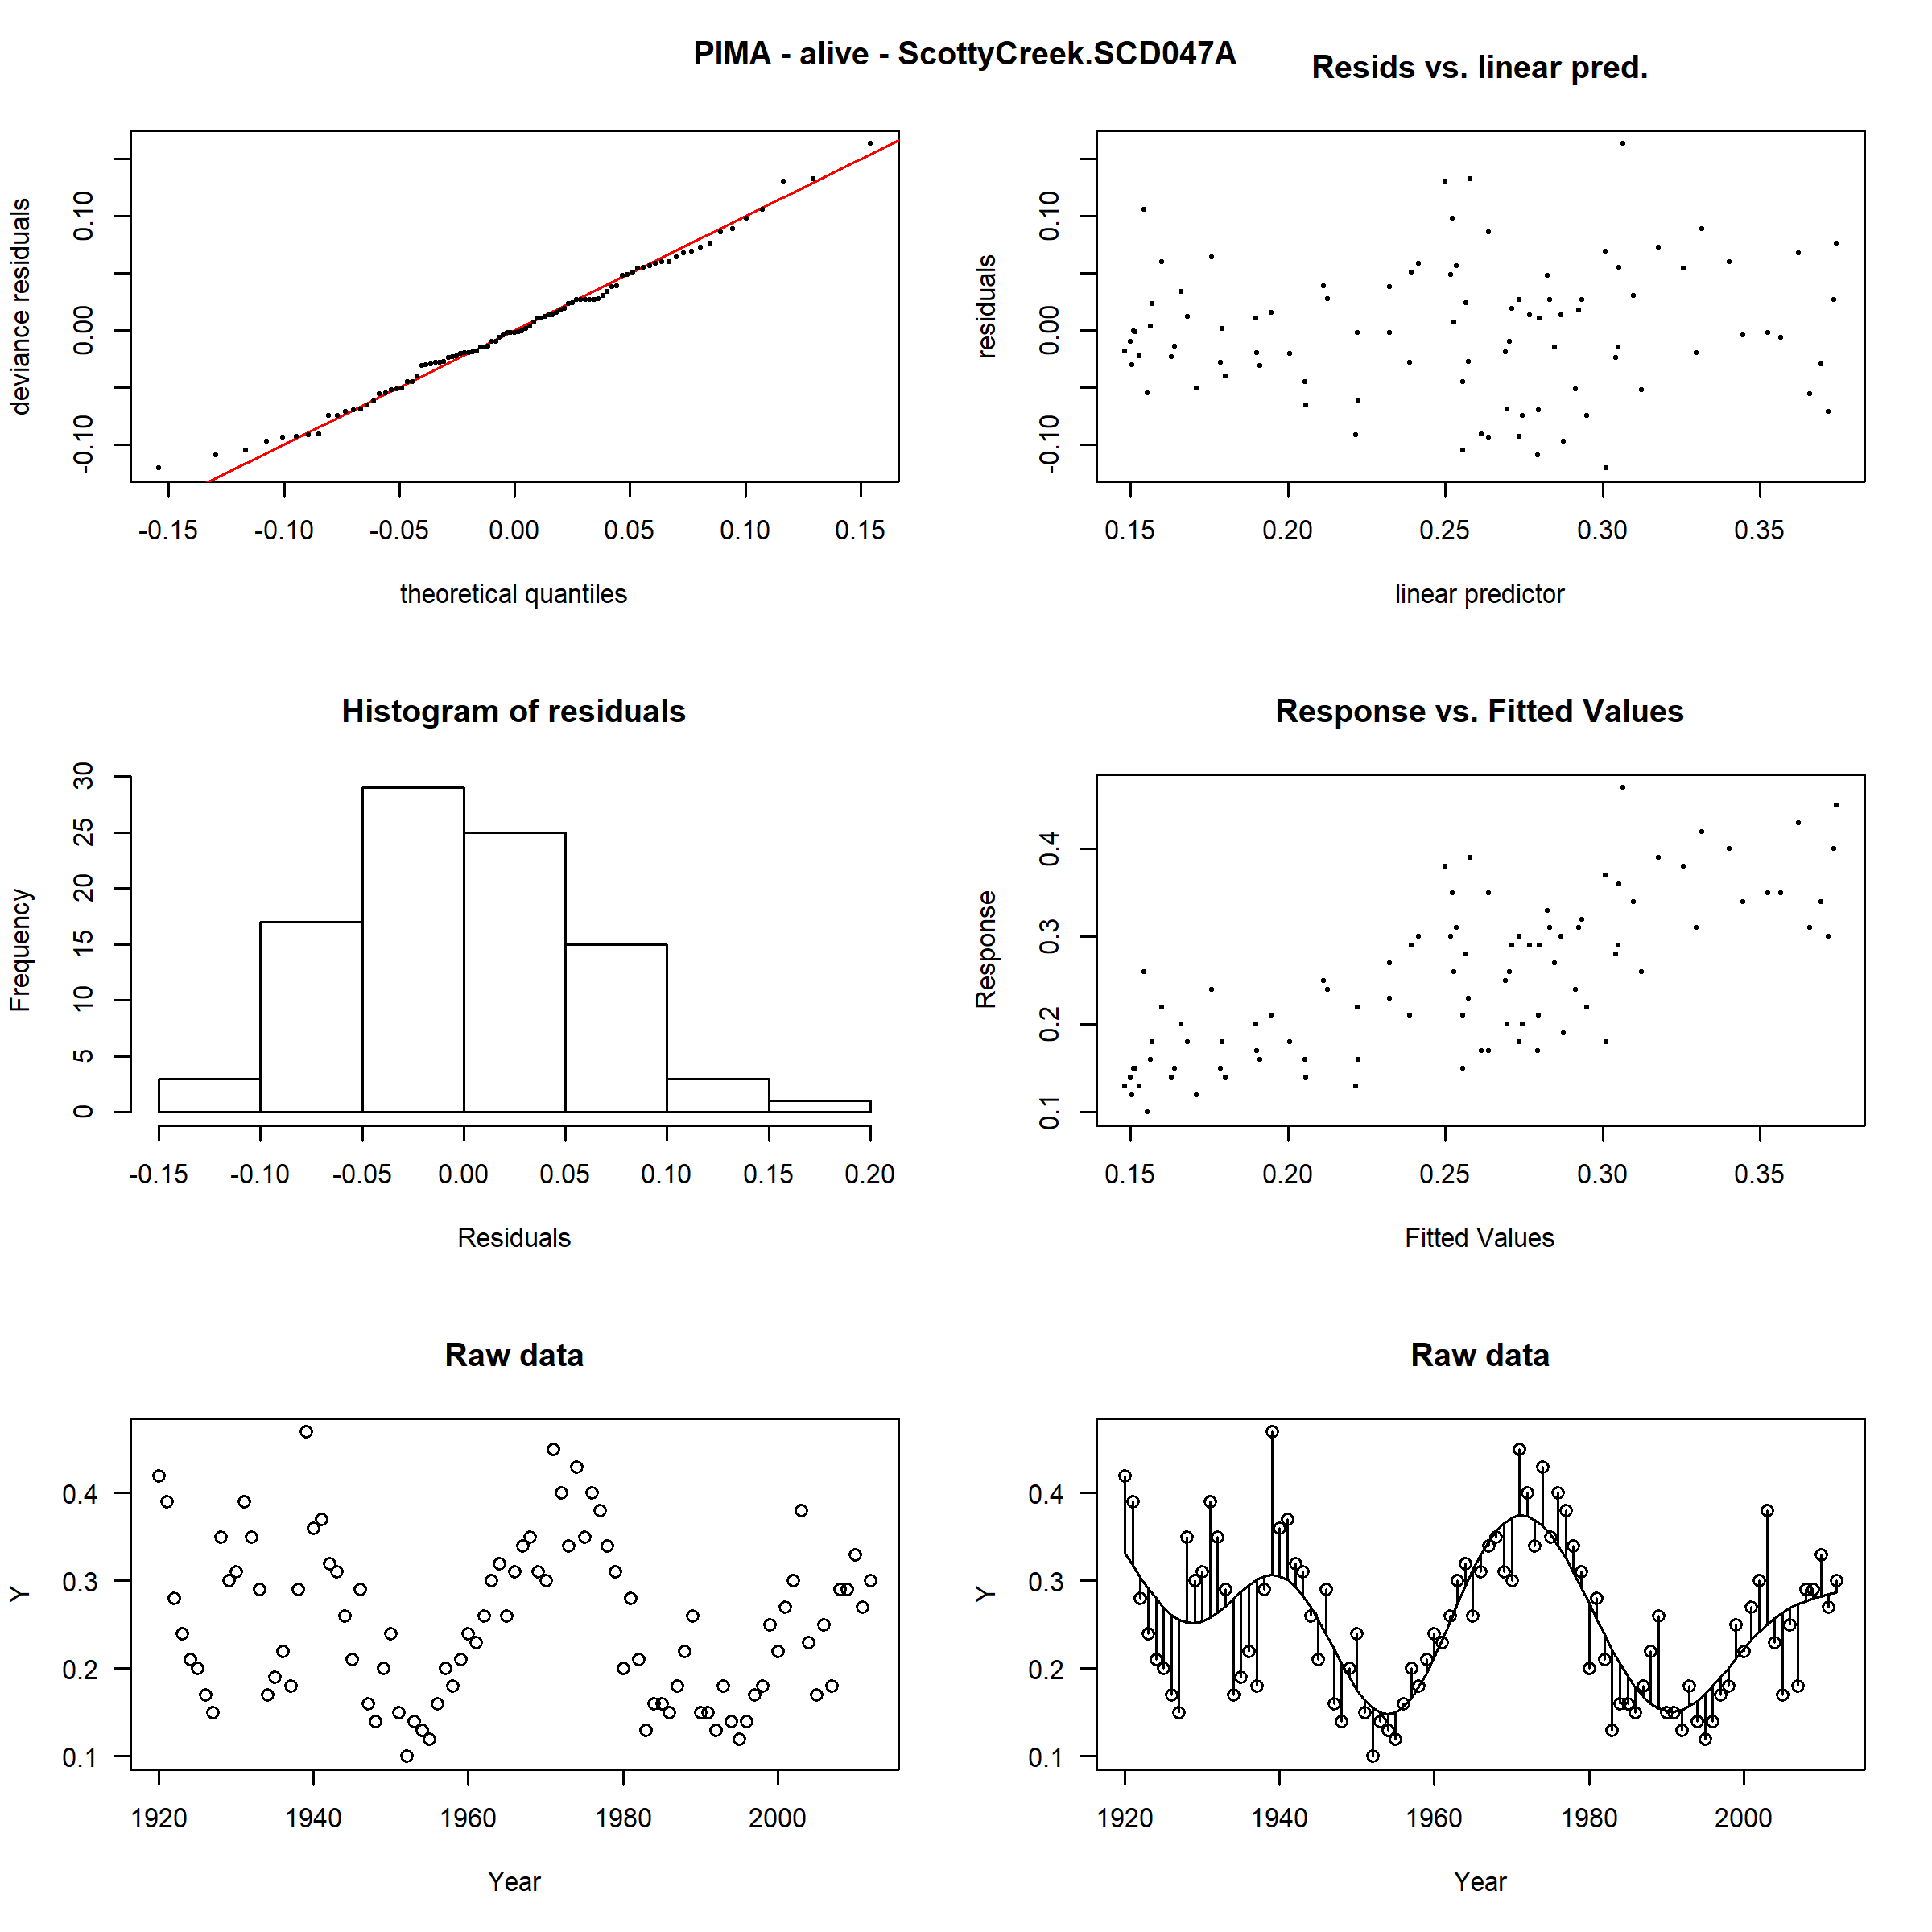 PIMA - alive - ScottyCreek.SCD047A
Resids vs. linear pred.
deviance residuals
-0.10 0.00 0.10
-0.15 -0.10 -0.05 0.00 0.05 0.10 0.15
theoretical quantiles
residuals
-0.10 0.00 0.10
0.15 0.20 0.25 0.30 0.35
linear predictor
Histogram of residuals
Frequency
0 5 10 15 20 25 30
-0.15 -0.10 -0.05 0.00 0.05 0.10 0.15 0.20
Residuals
Response vs. Fitted Values
Response
0.1 0.2 0.3 0.4
0.15 0.20 0.25 0.30 0.35
Fitted Values
Raw data
Y
0.4
0.3
0.2
0.1
1920 1940 1960 1980 2000
Year
Raw data
Y
0.4
0.3
0.2
0.1
1920 1940 1960 1980 2000
Year